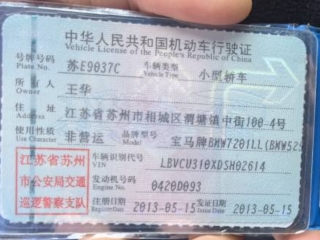 中华人民共和国机动车行驶证
Vehicle License of the People's Republic of China
号牌号码 苏E9037C 车辆类型 小型轿车
Plate No. Vehicle Type
所有人 王华
Owner
住址 江苏省苏州市相城区渭塘镇中街100-4号
Address
使用性质 非营运 品牌型号 宝马牌BMW7201LL(BMW525
Use Character
江苏省苏州 车辆识别代号 LBVCU310XDSH02614
VIN
市公安局交通 发动机号码 0420D093
Engine No.
巡逻警察支队 注册日期 2013-05-15 发证日期 2013-05-15
Register Date Issue Date